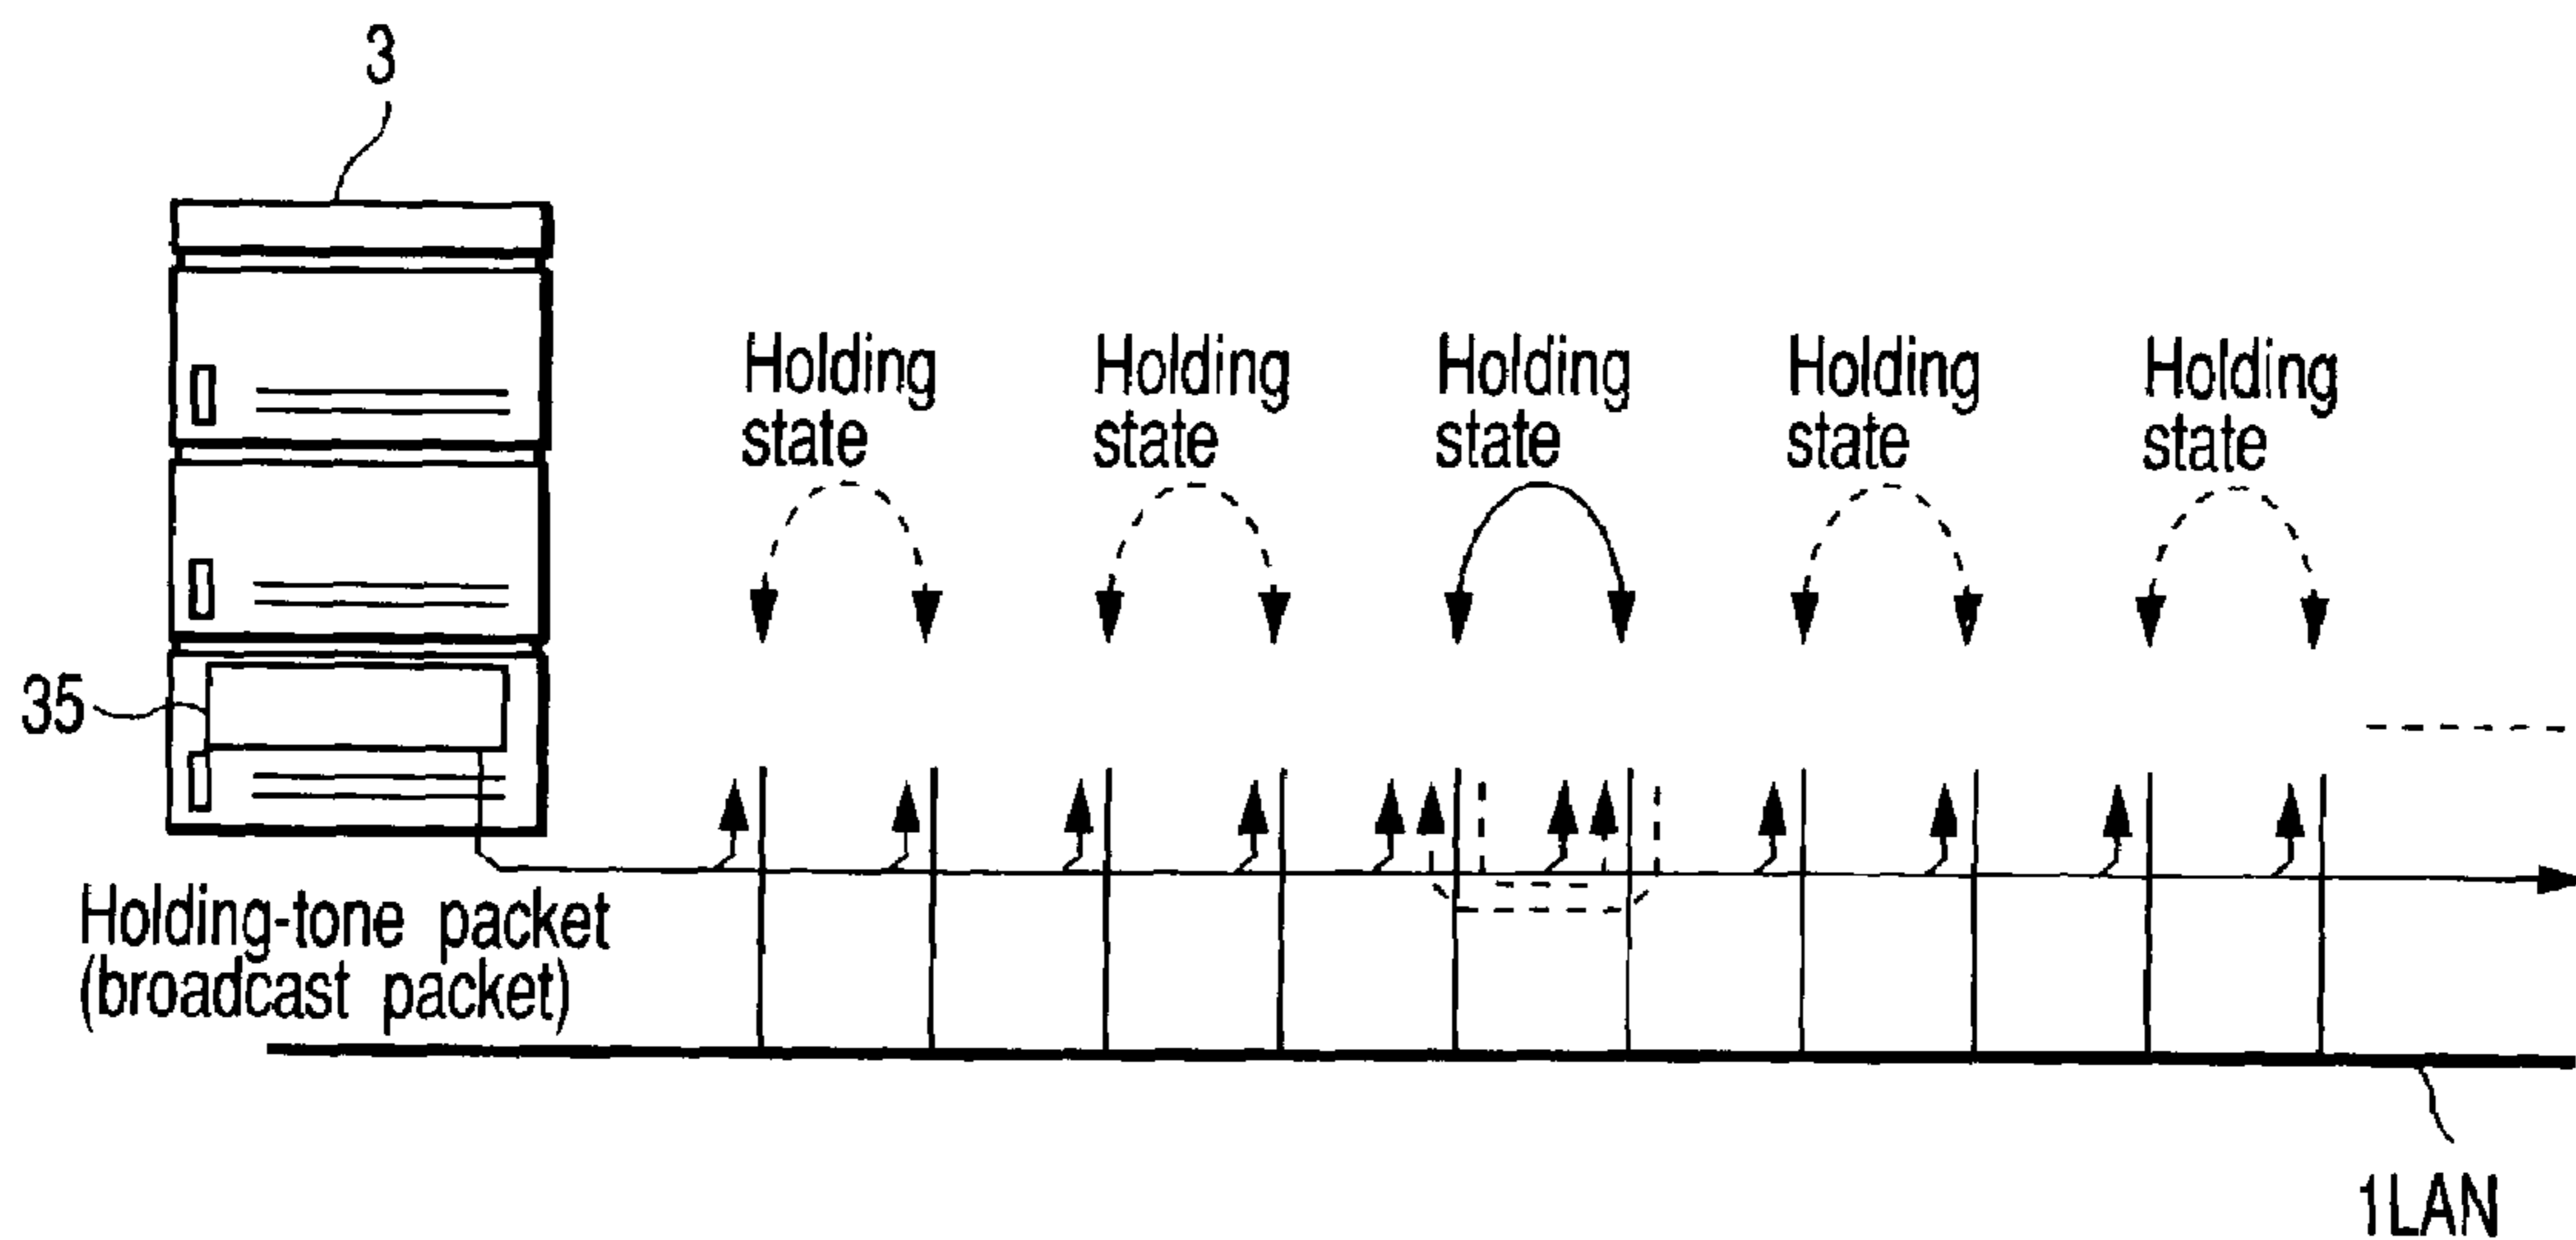 3
Holding
state
Holding
state
Holding
state
Holding
state
Holding
state
35
Holding-tone packet
(broadcast packet)
1LAN